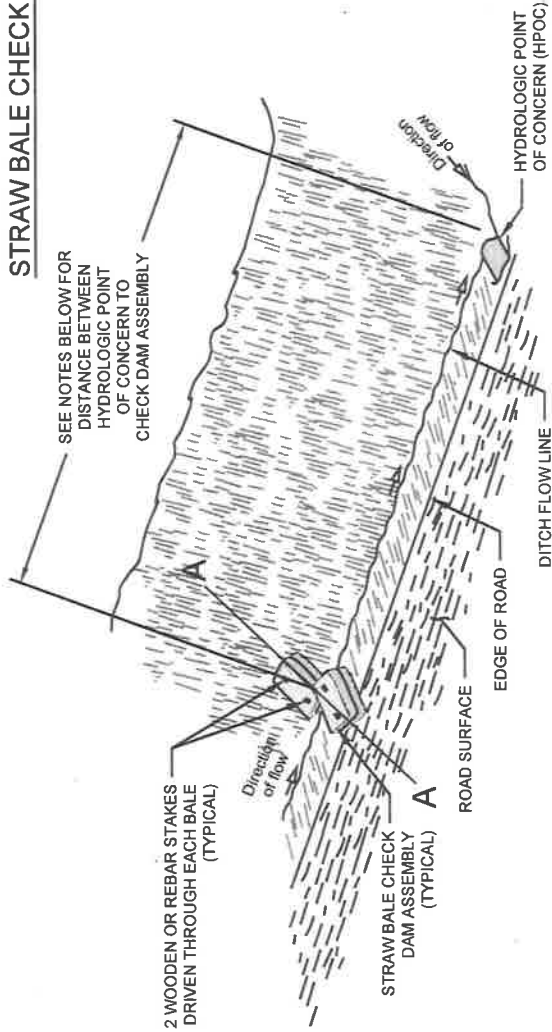 STRAW BALE CHECK
SEE NOTES BELOW FOR
DISTANCE BETWEEN
HYDROLOGIC POINT
OF CONCERN TO
CHECK DAM ASSEMBLY
2 WOODEN OR REBAR STAKES
DRIVEN THROUGH EACH BALE
(TYPICAL)
A
Direction
of flow
Direction
of flow
HYDROLOGIC POINT
OF CONCERN (HPOC)
A
STRAW BALE CHECK
DAM ASSEMBLY
(TYPICAL)
ROAD SURFACE
EDGE OF ROAD
DITCH FLOW LINE